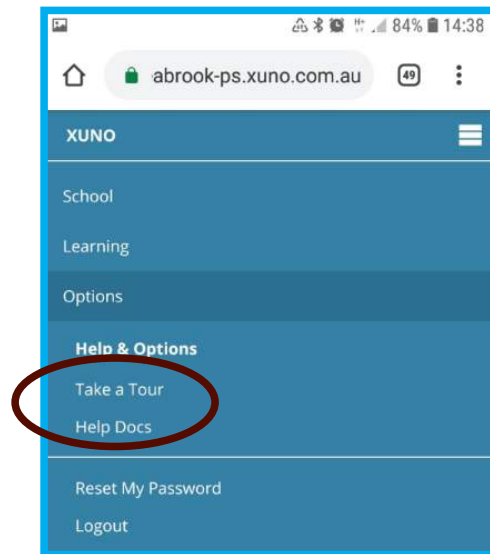 84% 14:38
abrook-ps.xuno.com.au 49
XUNO
School
Learning
Options
Help & Options
Take a Tour
Help Docs
Reset My Password
Logout